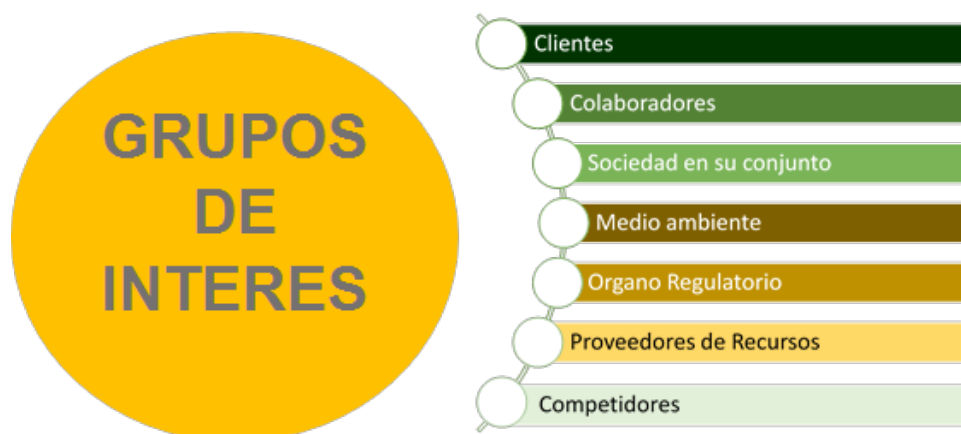 GRUPOS
DE
INTERES
Clientes
Colaboradores
Sociedad en su conjunto
Medio ambiente
Organo Regulatorio
Proveedores de Recursos
Competidores